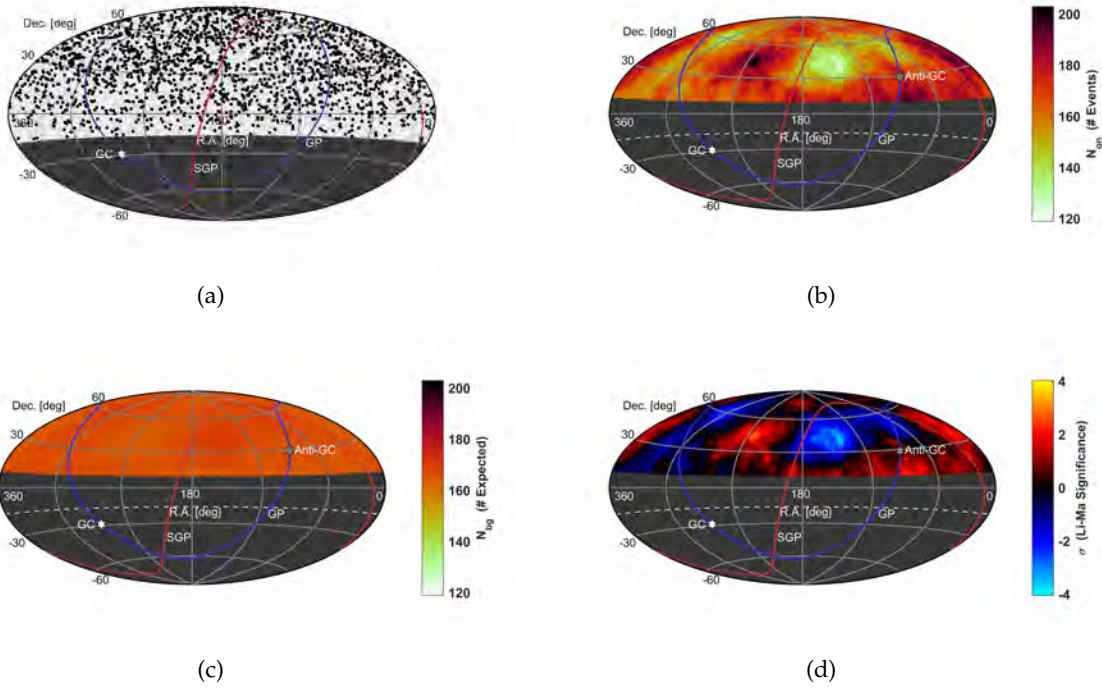 Dec. [deg]
60
30
360
0
R.A. [deg]
GC
GP
-30
SGP
-60
(a)
Dec. [deg]
60
30
Anti-GC
360
0
180
R.A. [deg]
GC
GP
-30
SGP
-60
200
180
160
140
120
N_on (# Events)
(b)
Dec. [deg]
60
30
Anti-GC
360
0
180
R.A. [deg]
GC
GP
-30
SGP
-60
200
180
160
140
120
N_bg (# Expected)
(c)
Dec. [deg]
60
30
Anti-GC
360
0
180
R.A. [deg]
GC
GP
-30
SGP
-60
4
2
0
-2
-4
σ (Li-Ma Significance)
(d)